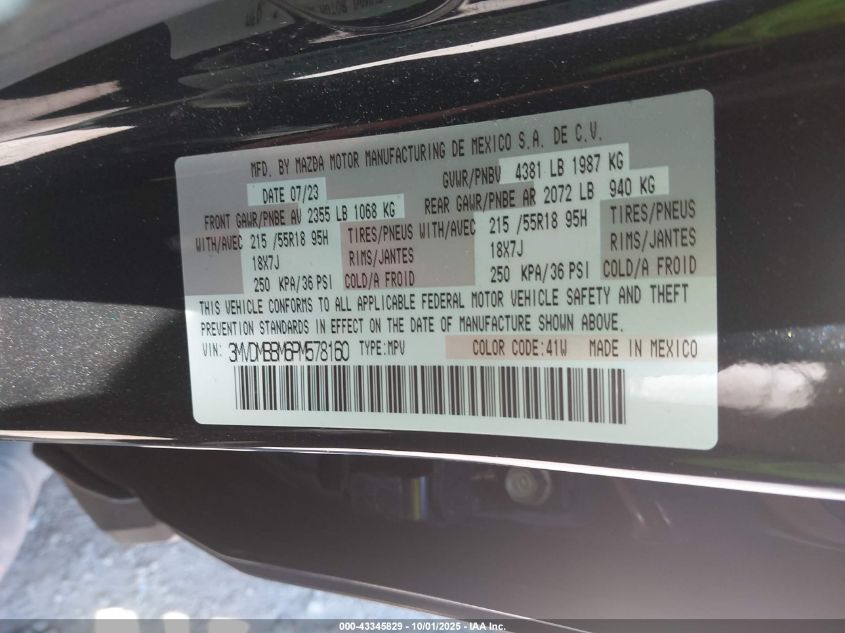 MFD. BY MAZDA MOTOR MANUFACTURING DE MEXICO S.A. DE C.V.
DATE 07/23 GVWR/PNBV 4381 LB 1987 KG
FRONT GAWR/PNBE AV 2355 LB 1068 KG REAR GAWR/PNBE AR 2072 LB 940 KG
WITH/AVEC 215 /55R18 95H TIRES/PNEUS WITH/AVEC 215 /55R18 95H TIRES/PNEUS
18X7J RIMS/JANTES 18X7J RIMS/JANTES
250 KPA/36 PSI COLD/A FROID 250 KPA/36 PSI COLD/A FROID
THIS VEHICLE CONFORMS TO ALL APPLICABLE FEDERAL MOTOR VEHICLE SAFETY AND THEFT
PREVENTION STANDARDS IN EFFECT ON THE DATE OF MANUFACTURE SHOWN ABOVE.
VIN: 3MVDMBBM6PM578160 TYPE:MPV COLOR CODE:41W MADE IN MEXICO
000-43345829 - 10/01/2025 - IAA Inc.